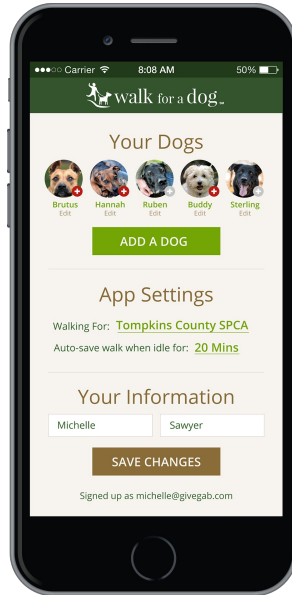 Carrier 8:08 AM 50%
walk for a dog™
Your Dogs
Brutus Hannah Ruben Buddy Sterling
Edit Edit Edit Edit Edit
ADD A DOG
App Settings
Walking For: Tompkins County SPCA
Auto-save walk when idle for: 20 Mins
Your Information
Michelle Sawyer
SAVE CHANGES
Signed up as michelle@givegab.com